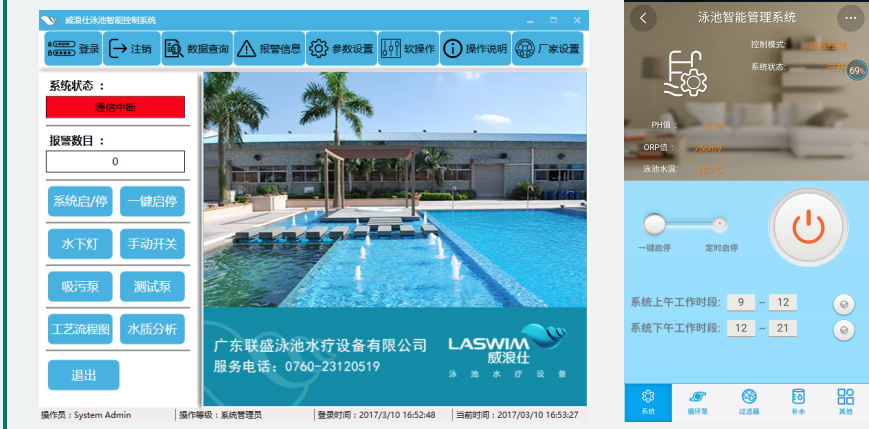 威浪仕泳池智能控制系统
登录 注销 数据查询 报警信息 参数设置 软操作 操作说明 厂家设置
系统状态：
通信中断
报警数目：
0
系统启/停 一键启停
水下灯 手动开关
吸污泵 测试泵
工艺流程图 水质分析
退出
广东联盛泳池水疗设备有限公司
服务电话：0760-23120519
LASWIM
威浪仕
泳池水疗设备
操作员：System Admin 操作等级：系统管理员 登录时间：2017/3/10 16:52:48 当前时间：2017/03/10 16:53:27
泳池智能管理系统
控制模式:
系统状态:
69%
PH值：
ORP值：
泳池水温:
一键启停 定时启停
系统上午工作时段: 9 - 12
系统下午工作时段: 12 - 21
系统 循环泵 过滤器 补水 其他